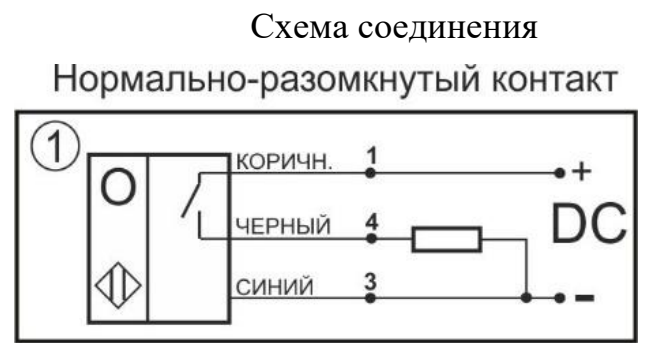 Схема соединения
Нормально-разомкнутый контакт
1
КОРИЧН. 1 +
O
ЧЕРНЫЙ 4 DC
СИНИЙ 3 -